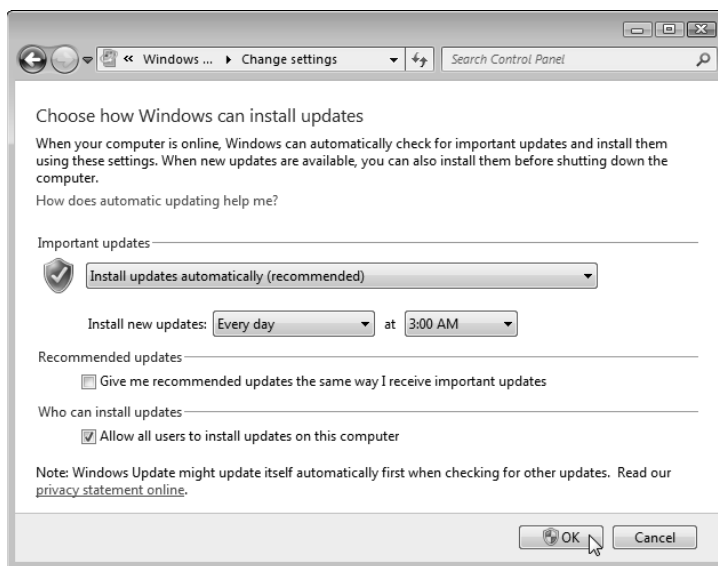 « Windows ... Change settings Search Control Panel
Choose how Windows can install updates
When your computer is online, Windows can automatically check for important updates and install them
using these settings. When new updates are available, you can also install them before shutting down the
computer.
How does automatic updating help me?
Important updates
Install updates automatically (recommended)
Install new updates: Every day at 3:00 AM
Recommended updates
Give me recommended updates the same way I receive important updates
Who can install updates
Allow all users to install updates on this computer
Note: Windows Update might update itself automatically first when checking for other updates. Read our
privacy statement online.
OK Cancel